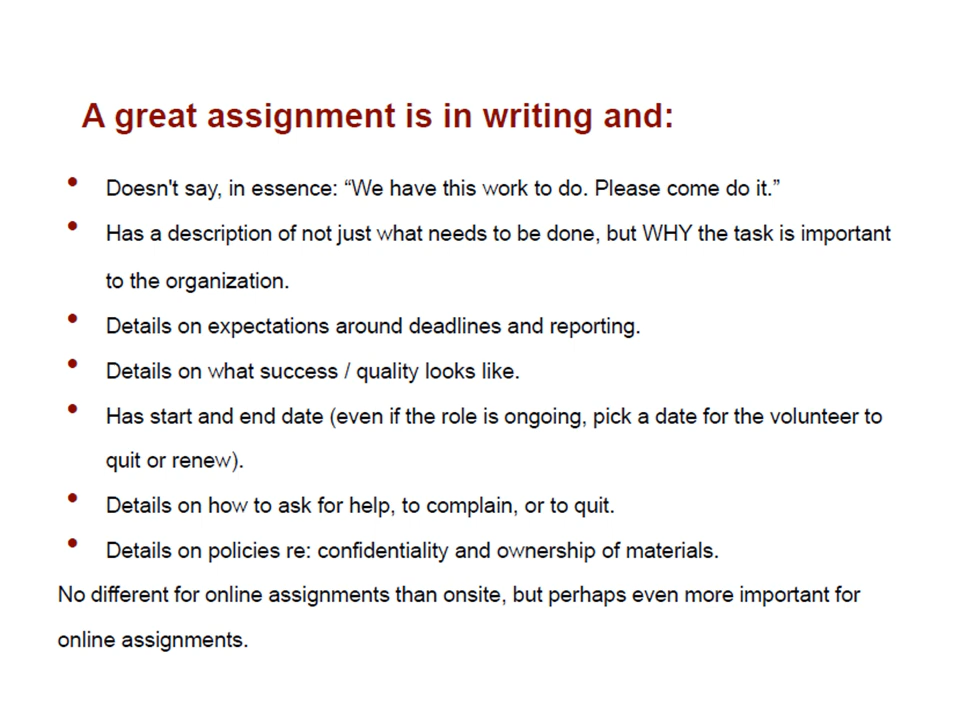 A great assignment is in writing and:
• Doesn't say, in essence: “We have this work to do. Please come do it.”
• Has a description of not just what needs to be done, but WHY the task is important
to the organization.
• Details on expectations around deadlines and reporting.
• Details on what success / quality looks like.
• Has start and end date (even if the role is ongoing, pick a date for the volunteer to
quit or renew).
• Details on how to ask for help, to complain, or to quit.
• Details on policies re: confidentiality and ownership of materials.
No different for online assignments than onsite, but perhaps even more important for
online assignments.